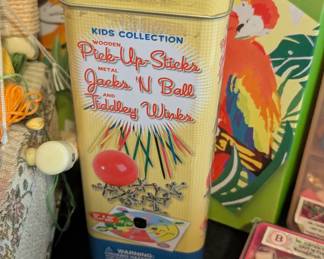 KIDS COLLECTION
WOODEN
Pick-Up-Sticks
METAL
Jacks 'N Ball
AND
Tiddley Winks
WARNING:
B